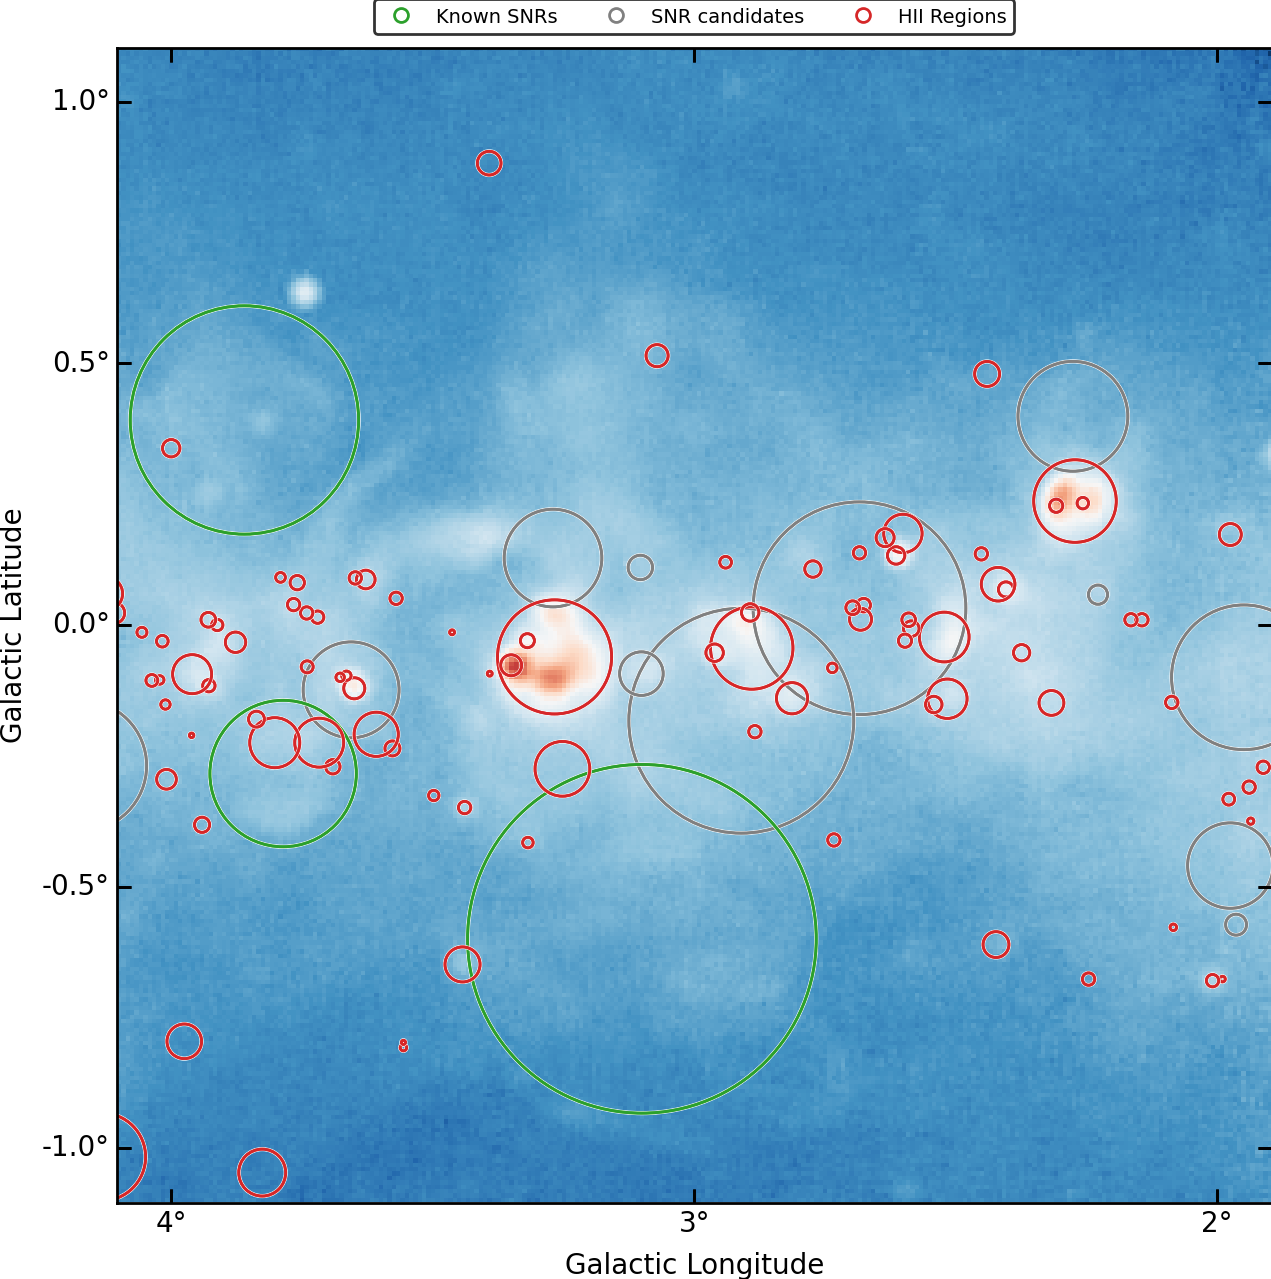 Known SNRs SNR candidates HII Regions
1.0°
0.5°
0.0°
-0.5°
-1.0°
Galactic Latitude
4° 3° 2°
Galactic Longitude